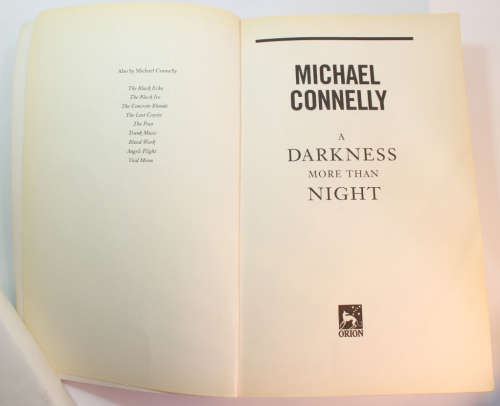 Also by Michael Connelly
The Black Echo
The Black Ice
The Concrete Blonde
The Last Coyote
The Poet
Trunk Music
Blood Work
Angels Flight
Void Moon
MICHAEL
CONNELLY
A
DARKNESS
MORE THAN
NIGHT
ORION